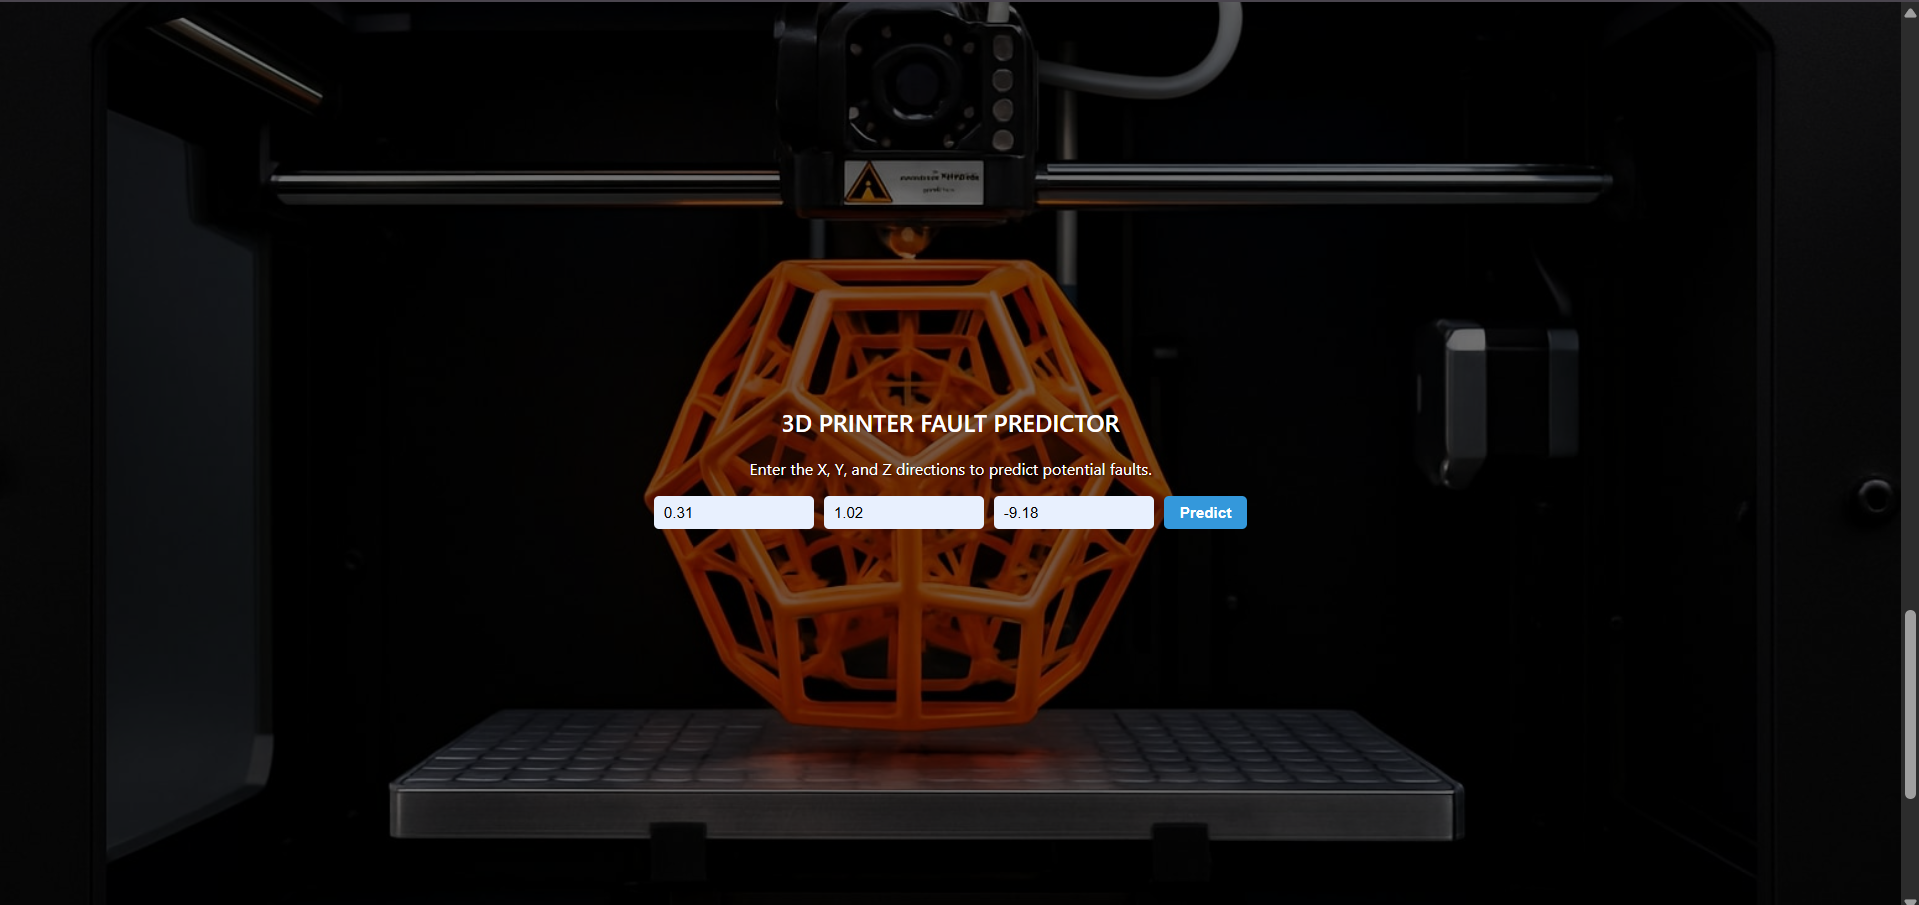 3D PRINTER FAULT PREDICTOR
Enter the X, Y, and Z directions to predict potential faults.
0.31 1.02 -9.18 Predict